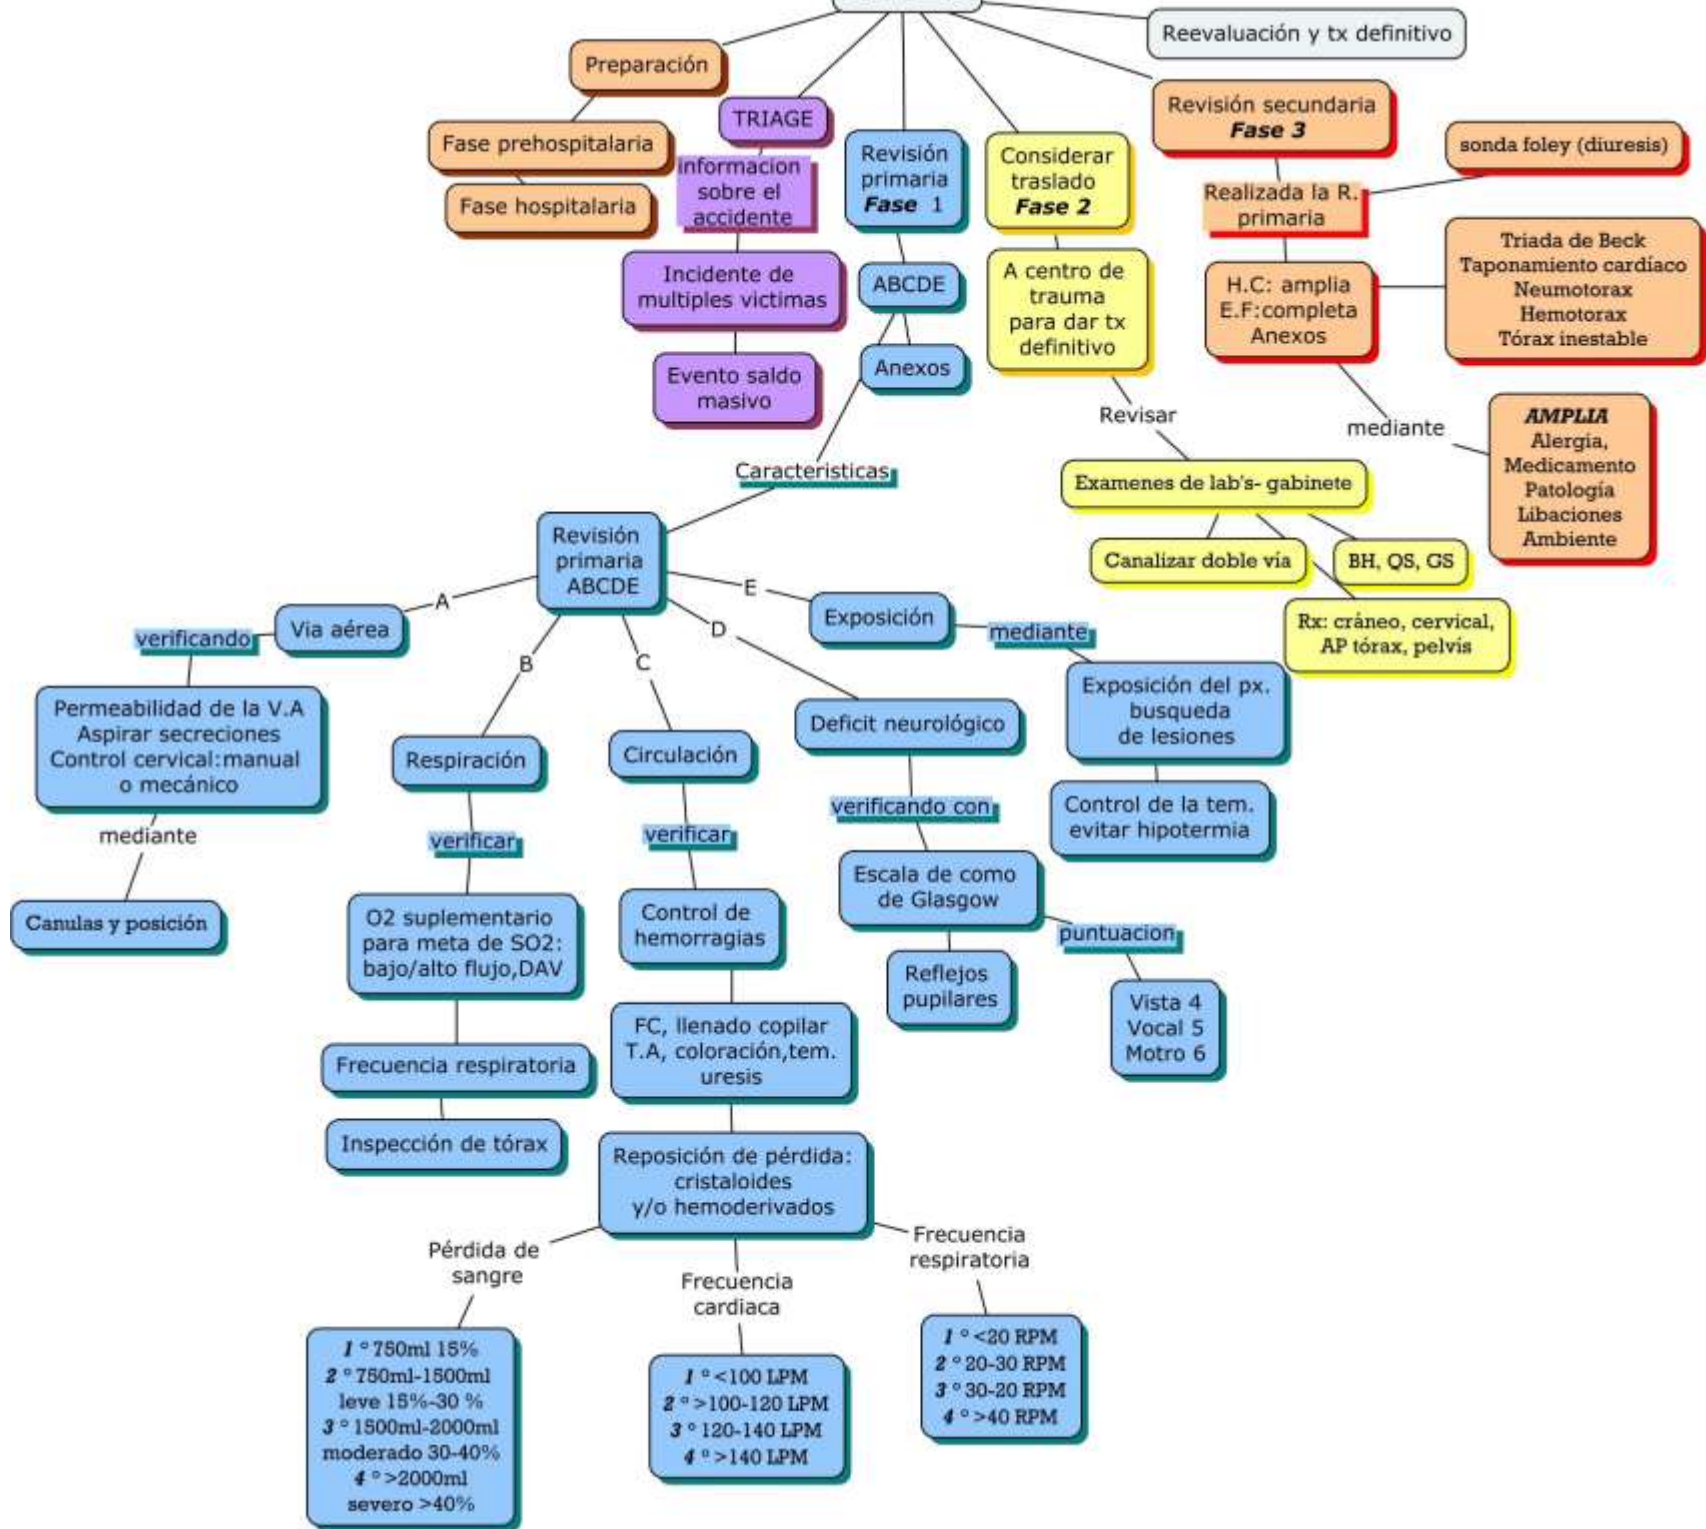 Reevaluación y tx definitivo
Preparación
Fase prehospitalaria
Fase hospitalaria
TRIAGE
informacion
sobre el
accidente
Incidente de
multiples victimas
Evento saldo
masivo
Revisión
primaria
Fase 1
ABCDE
Anexos
Considerar
traslado
Fase 2
A centro de
trauma
para dar tx
definitivo
Revisar
Examenes de lab's- gabinete
Canalizar doble vía
BH, QS, GS
Rx: cráneo, cervical,
AP tórax, pelvis
Revisión secundaria
Fase 3
Realizada la R.
primaria
sonda foley (diuresis)
H.C: amplia
E.F:completa
Anexos
Triada de Beck
Taponamiento cardíaco
Neumotorax
Hemotorax
Tórax inestable
mediante
AMPLIA
Alergia,
Medicamento
Patología
Libaciones
Ambiente
Caracteristicas
Revisión
primaria
ABCDE
A
Via aérea
verificando
Permeabilidad de la V.A
Aspirar secreciones
Control cervical:manual
o mecánico
mediante
Canulas y posición
B
Respiración
verificar
O2 suplementario
para meta de SO2:
bajo/alto flujo,DAV
Frecuencia respiratoria
Inspección de tórax
C
Circulación
verificar
Control de
hemorragias
FC, llenado copilar
T.A, coloración,tem.
uresis
Reposición de pérdida:
cristaloides
y/o hemoderivados
Pérdida de
sangre
1 º 750ml 15%
2 º 750ml-1500ml
leve 15%-30 %
3 º 1500ml-2000ml
moderado 30-40%
4 º >2000ml
severo >40%
Frecuencia
cardiaca
1 º <100 LPM
2 º >100-120 LPM
3 º 120-140 LPM
4 º >140 LPM
Frecuencia
respiratoria
1 º <20 RPM
2 º 20-30 RPM
3 º 30-20 RPM
4 º >40 RPM
D
Deficit neurológico
verificando con
Escala de como
de Glasgow
Reflejos
pupilares
puntuacion
Vista 4
Vocal 5
Motro 6
E
Exposición
mediante
Exposición del px.
busqueda
de lesiones
Control de la tem.
evitar hipotermia